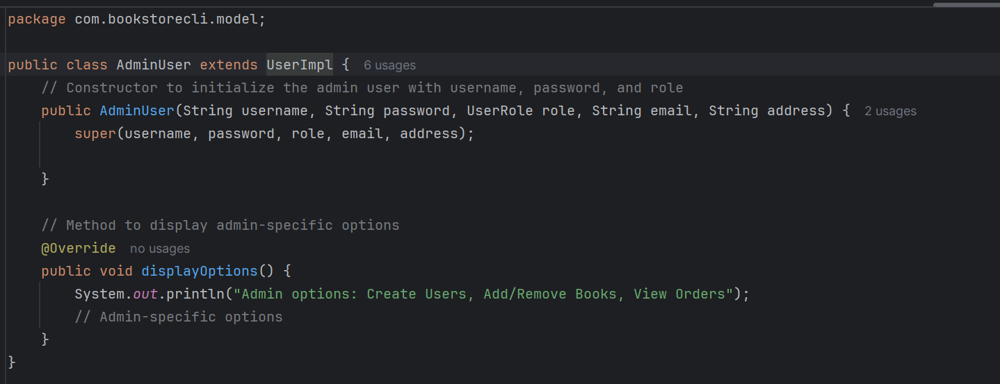 package com.bookstorecli.model;
public class AdminUser extends UserImpl { 6 usages
// Constructor to initialize the admin user with username, password, and role
public AdminUser(String username, String password, UserRole role, String email, String address) { 2 usages
super(username, password, role, email, address);
}
// Method to display admin-specific options
@Override no usages
public void displayOptions() {
System.out.println("Admin options: Create Users, Add/Remove Books, View Orders");
// Admin-specific options
}
}